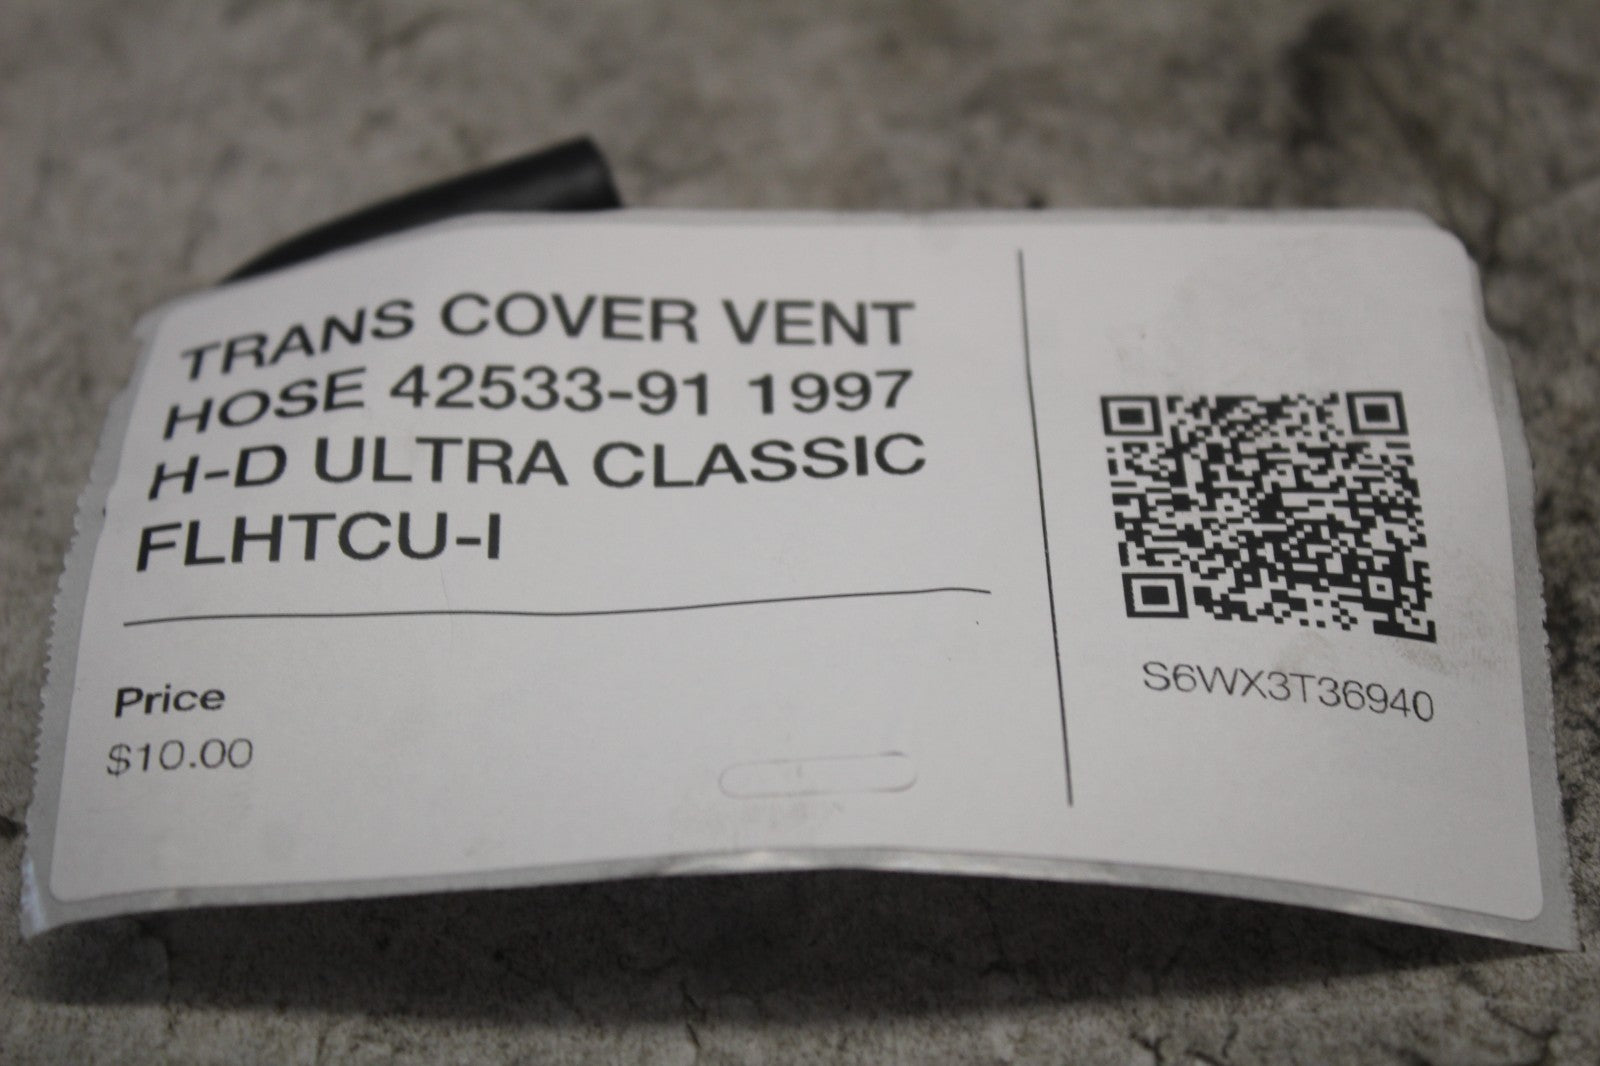 TRANS COVER VENT
HOSE 42533-91 1997
H-D ULTRA CLASSIC
FLHTCU-I
Price
$10.00
S6WX3T36940